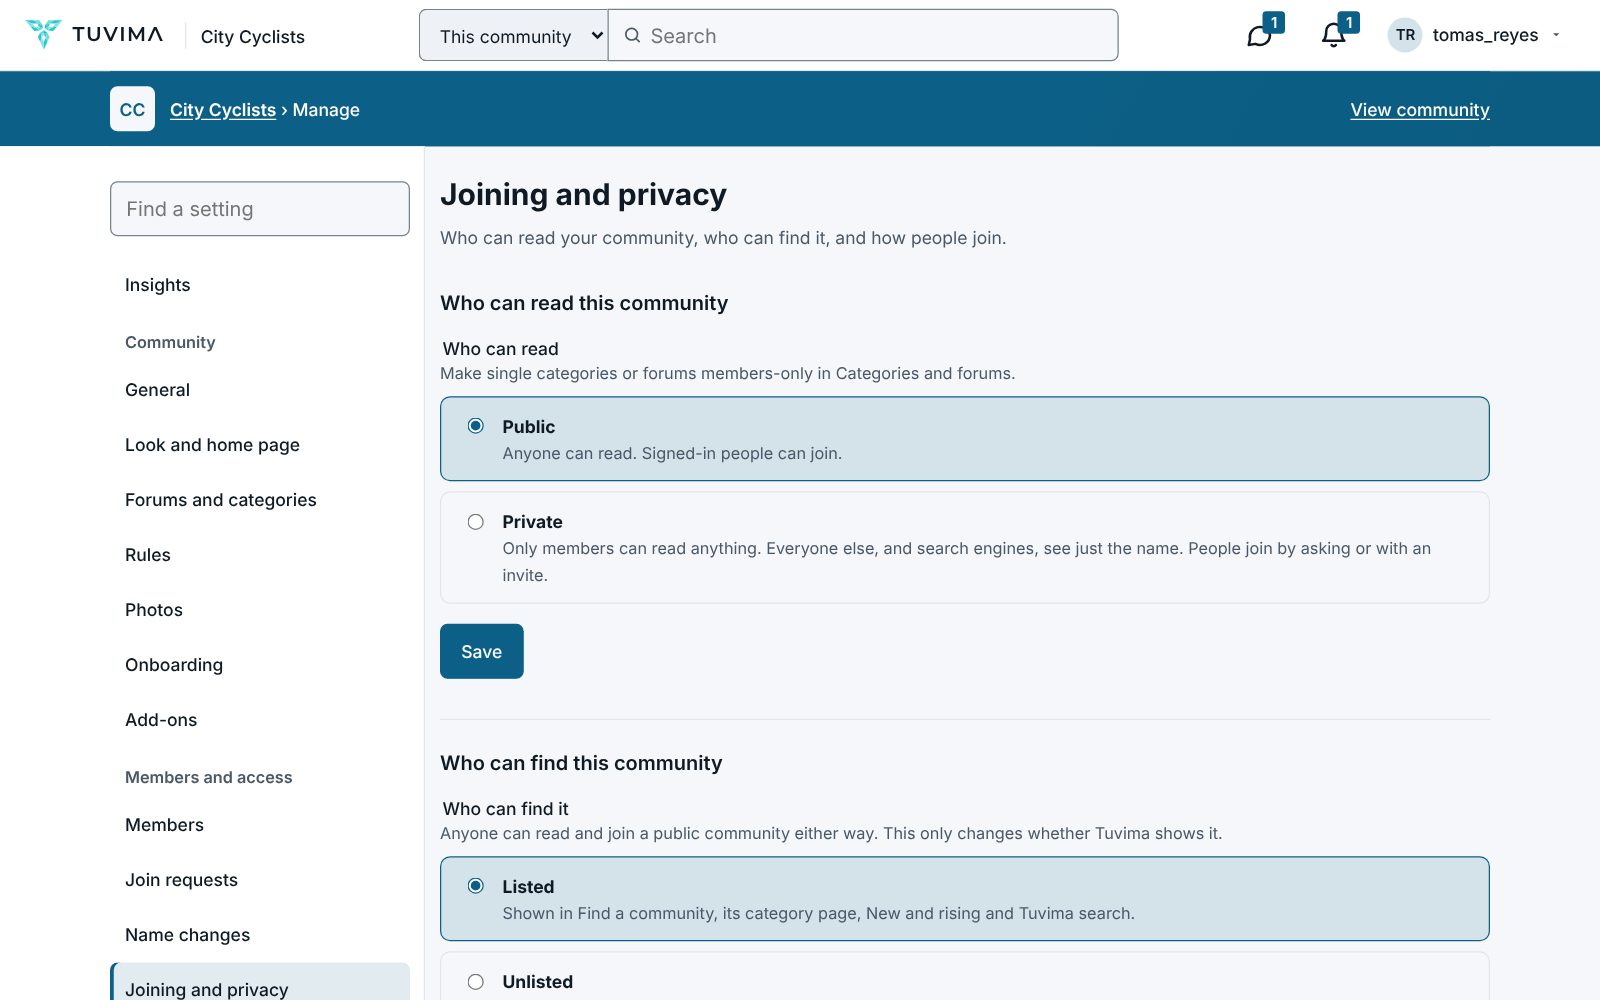 TUVIMA
City Cyclists
This community
Search
1
1
TR
tomas_reyes
CC
City Cyclists › Manage
View community
Find a setting
Insights
Community
General
Look and home page
Forums and categories
Rules
Photos
Onboarding
Add-ons
Members and access
Members
Join requests
Name changes
Joining and privacy
Joining and privacy
Who can read your community, who can find it, and how people join.
Who can read this community
Who can read
Make single categories or forums members-only in Categories and forums.
Public
Anyone can read. Signed-in people can join.
Private
Only members can read anything. Everyone else, and search engines, see just the name. People join by asking or with an
invite.
Save
Who can find this community
Who can find it
Anyone can read and join a public community either way. This only changes whether Tuvima shows it.
Listed
Shown in Find a community, its category page, New and rising and Tuvima search.
Unlisted